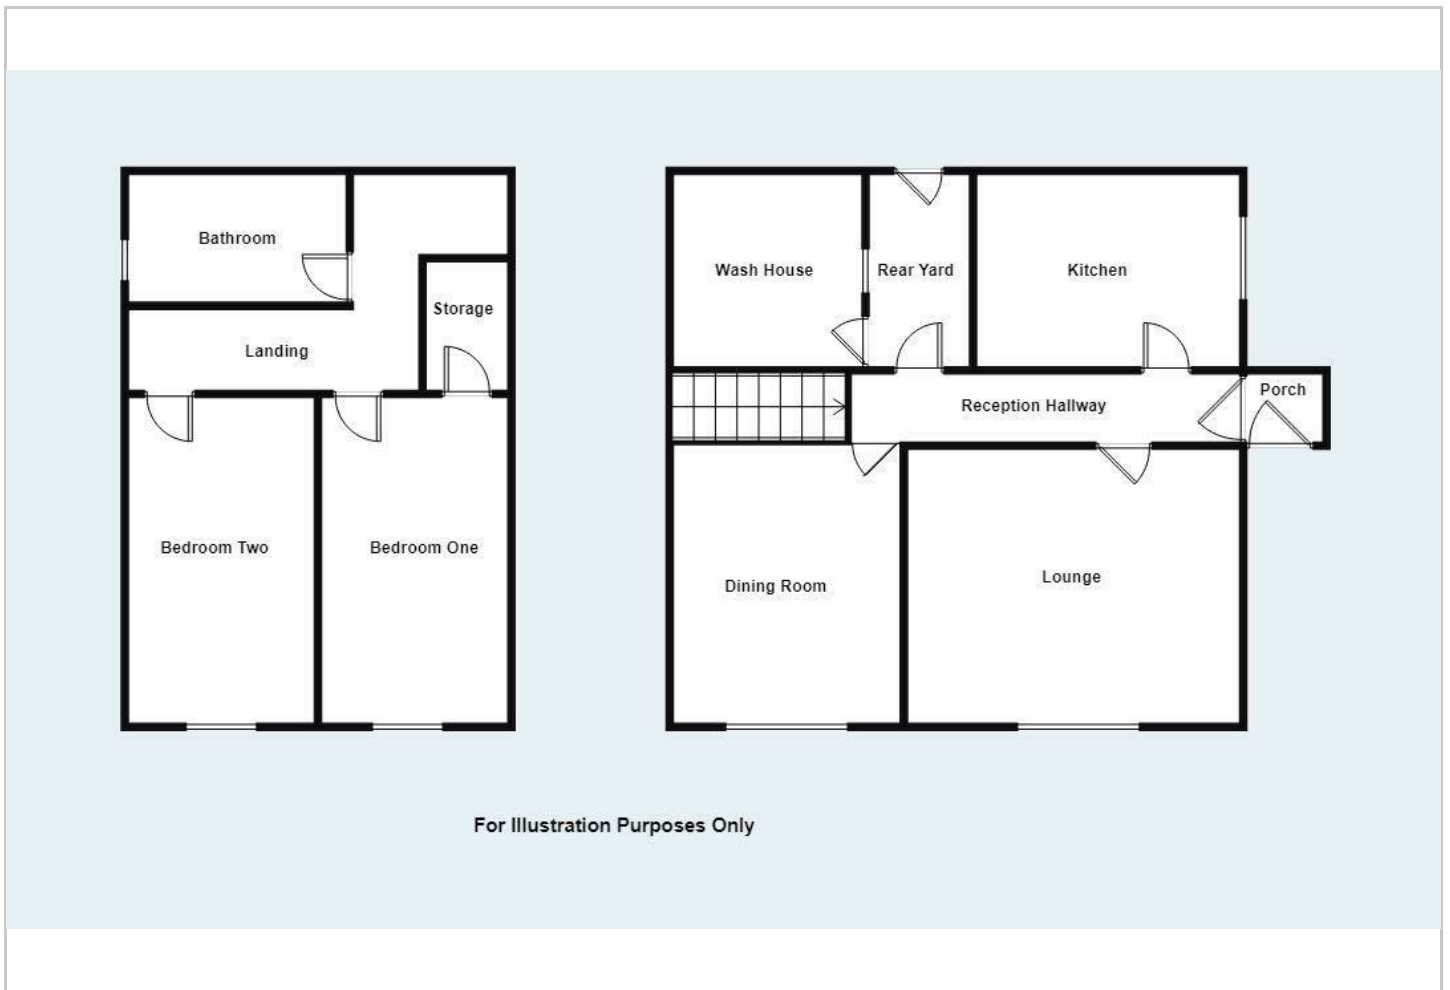 Bathroom
Storage
Landing
Bedroom Two
Bedroom One
Wash House
Rear Yard
Kitchen
Porch
Reception Hallway
Dining Room
Lounge
For Illustration Purposes Only